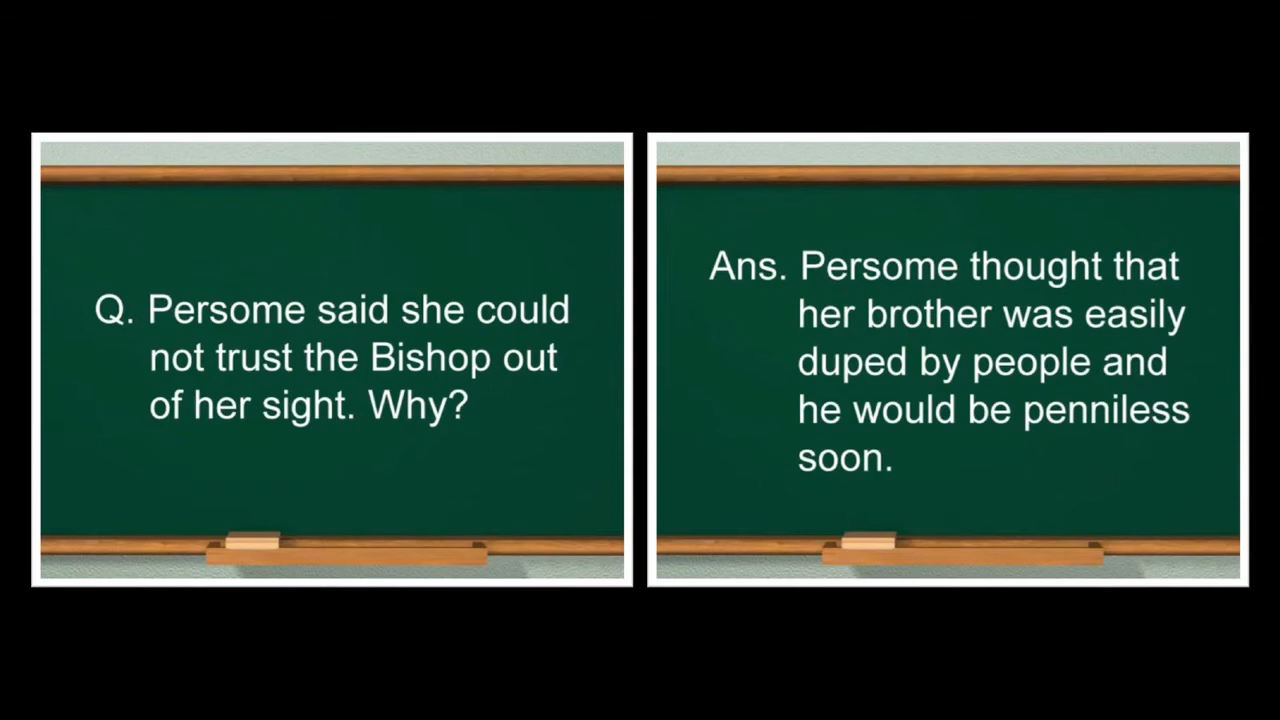 Q. Persome said she could
not trust the Bishop out
of her sight. Why?
Ans. Persome thought that
her brother was easily
duped by people and
he would be penniless
soon.